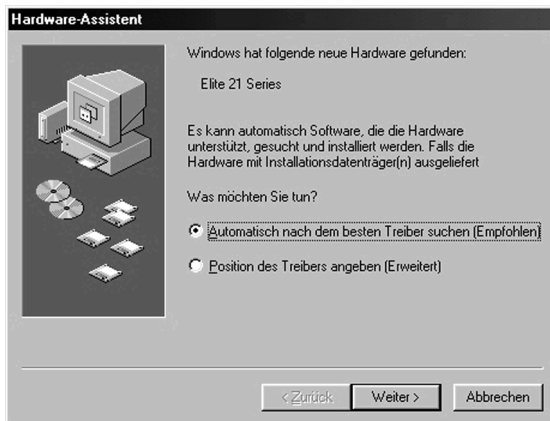 Hardware-Assistent
Windows hat folgende neue Hardware gefunden:
Elite 21 Series
Es kann automatisch Software, die die Hardware
unterstützt, gesucht und installiert werden. Falls die
Hardware mit Installationsdatenträger(n) ausgeliefert
Was möchten Sie tun?
Automatisch nach dem besten Treiber suchen (Empfohlen)
Position des Treibers angeben (Erweitert)
< Zurück
Weiter >
Abbrechen